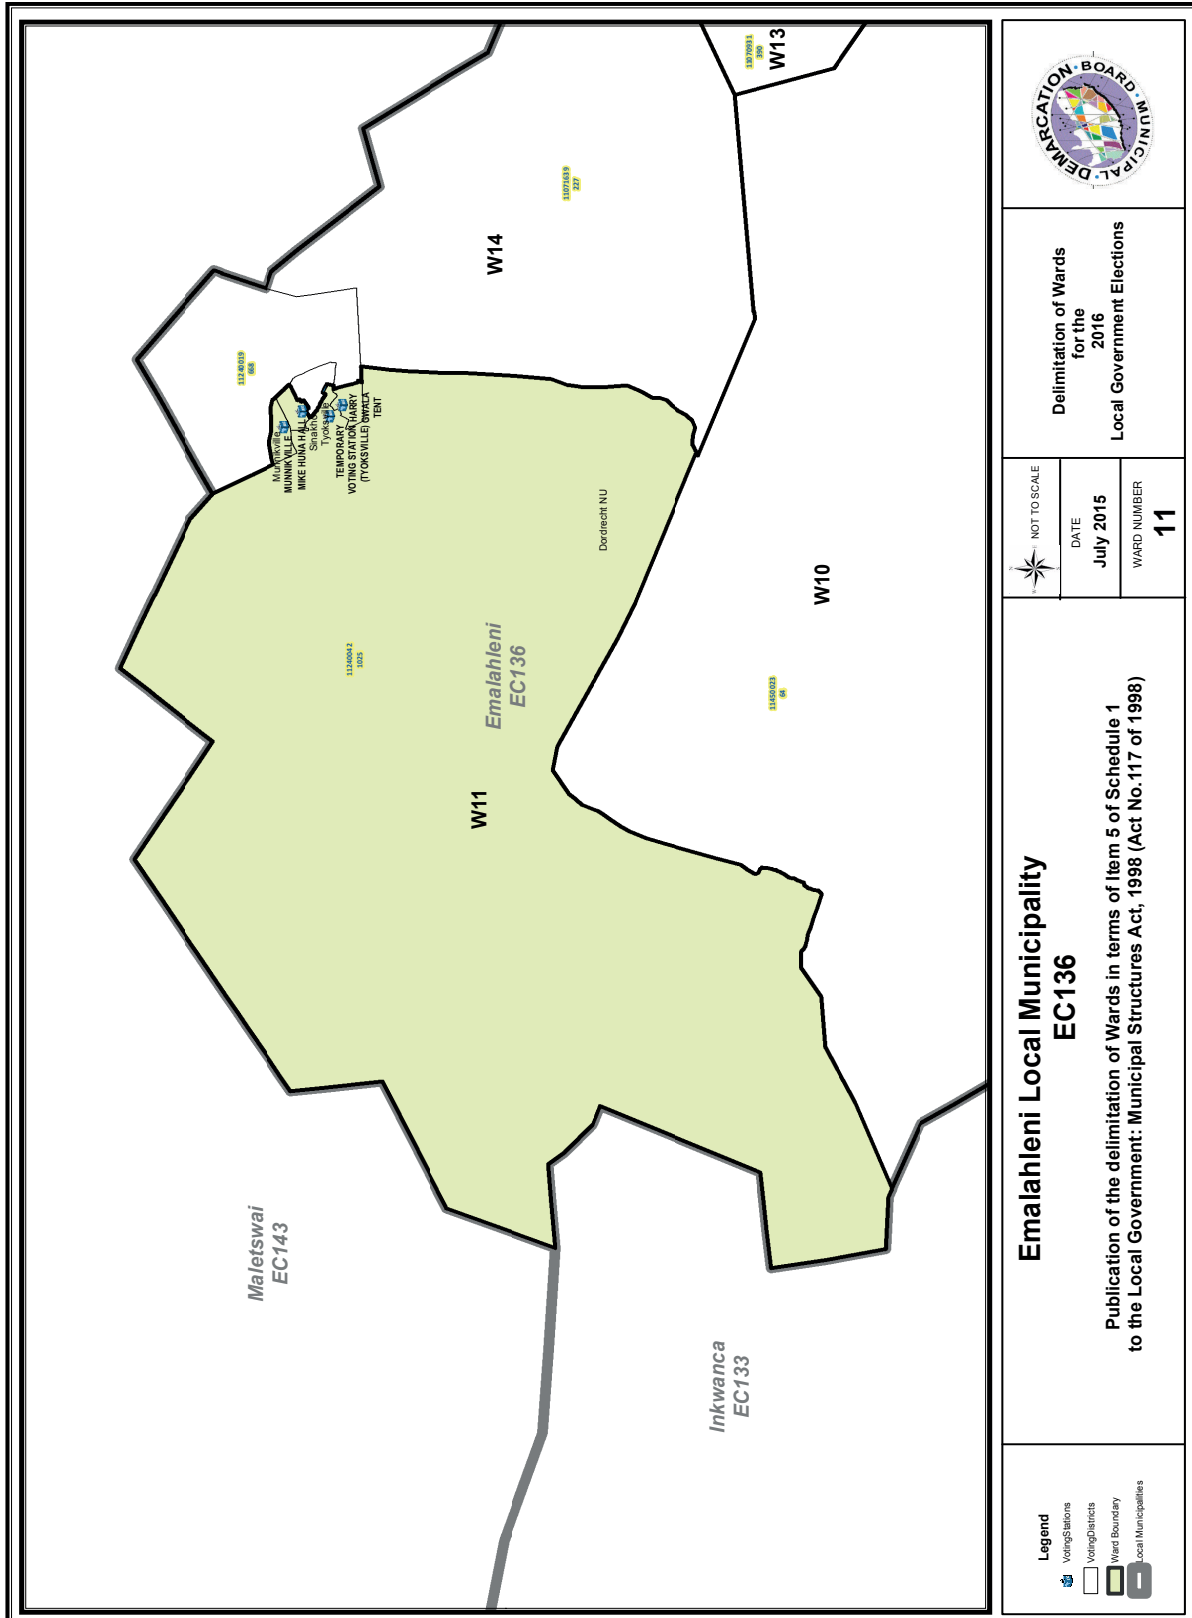 Maletswai
EC143
Inkwanca
EC133
W11
Emalahleni
EC136
11240042
1025
Dordrecht NU
W10
11450023
64
Munnikville
MUNNIKVILLE
MIKE HUNA HALL
Sinakho
Tyoksville
TEMPORARY
VOTING STATION HARRY
(TYOKSVILLE) GWALA
TENT
11240019
668
W14
11071639
227
11070931
390
W13
Legend
VotingStations
VotingDistricts
Ward Boundary
Local Municipalities
Emalahleni Local Municipality
EC136
Publication of the delimitation of Wards in terms of Item 5 of Schedule 1
to the Local Government: Municipal Structures Act, 1998 (Act No.117 of 1998)
N
W
E
S
NOT TO SCALE
DATE
July 2015
WARD NUMBER
11
Delimitation of Wards
for the
2016
Local Government Elections
MUNICIPAL • DEMARCATION • BOARD •